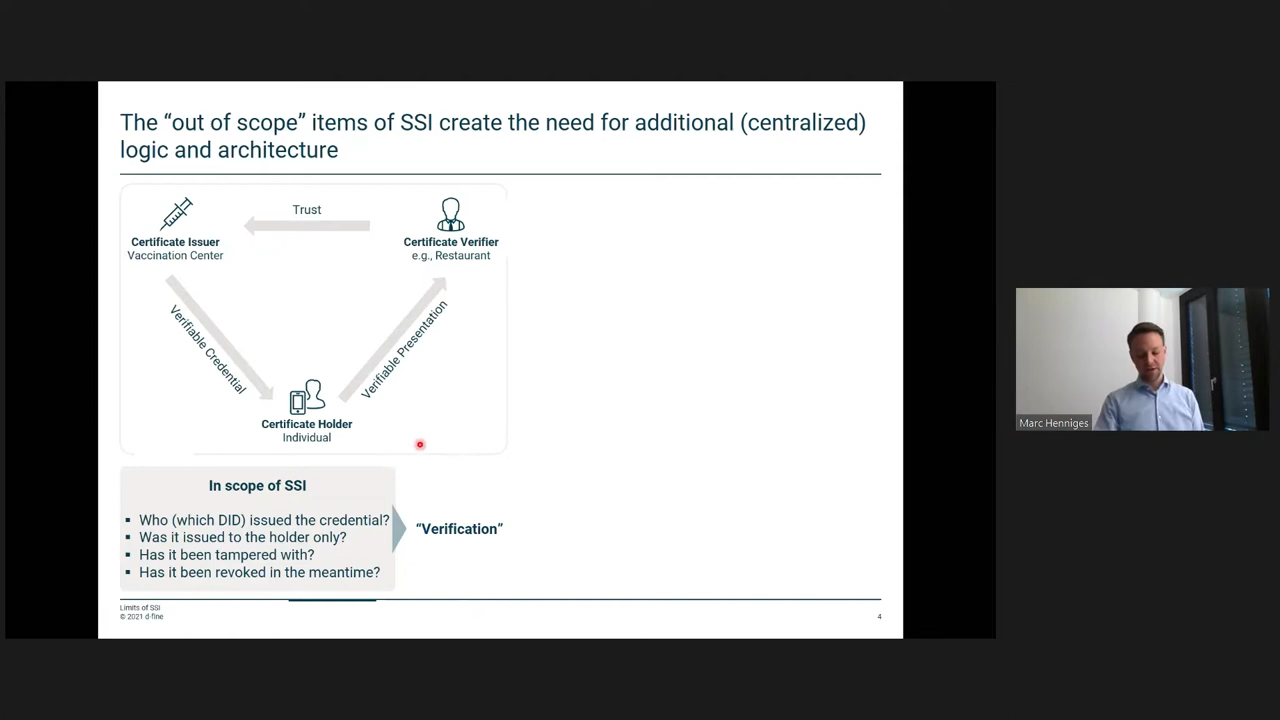 The “out of scope” items of SSI create the need for additional (centralized)
logic and architecture
Trust
Certificate Issuer
Vaccination Center
Certificate Verifier
e.g., Restaurant
Verifiable Credential
Verifiable Presentation
Certificate Holder
Individual
In scope of SSI
▪ Who (which DID) issued the credential?
▪ Was it issued to the holder only?
▪ Has it been tampered with?
▪ Has it been revoked in the meantime?
“Verification”
Limits of SSI
© 2021 d-fine
4
Marc Henniges